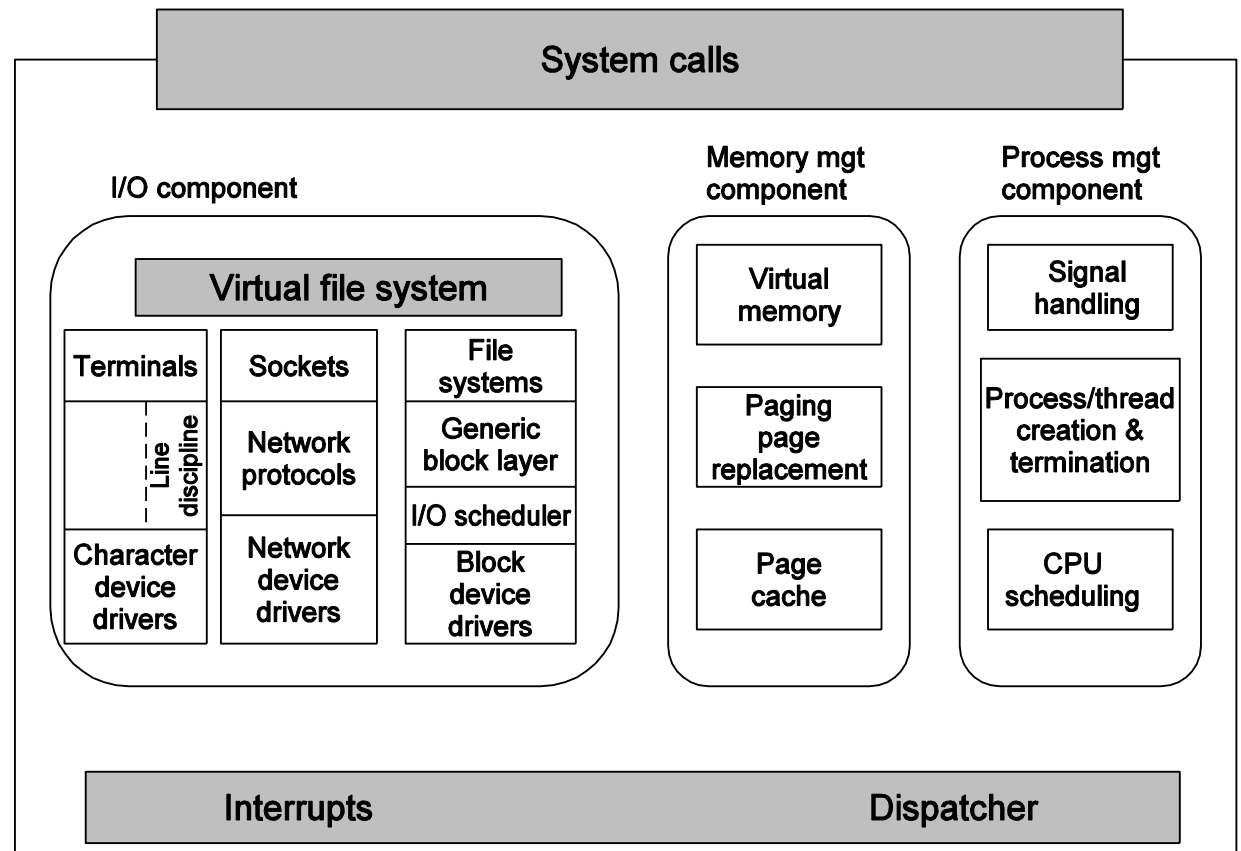 System calls
I/O component
Memory mgt
component
Process mgt
component
Virtual file system
Terminals
Line
discipline
Character
device
drivers
Sockets
Network
protocols
Network
device
drivers
File
systems
Generic
block layer
I/O scheduler
Block
device
drivers
Virtual
memory
Paging
page
replacement
Page
cache
Signal
handling
Process/thread
creation &
termination
CPU
scheduling
Interrupts
Dispatcher